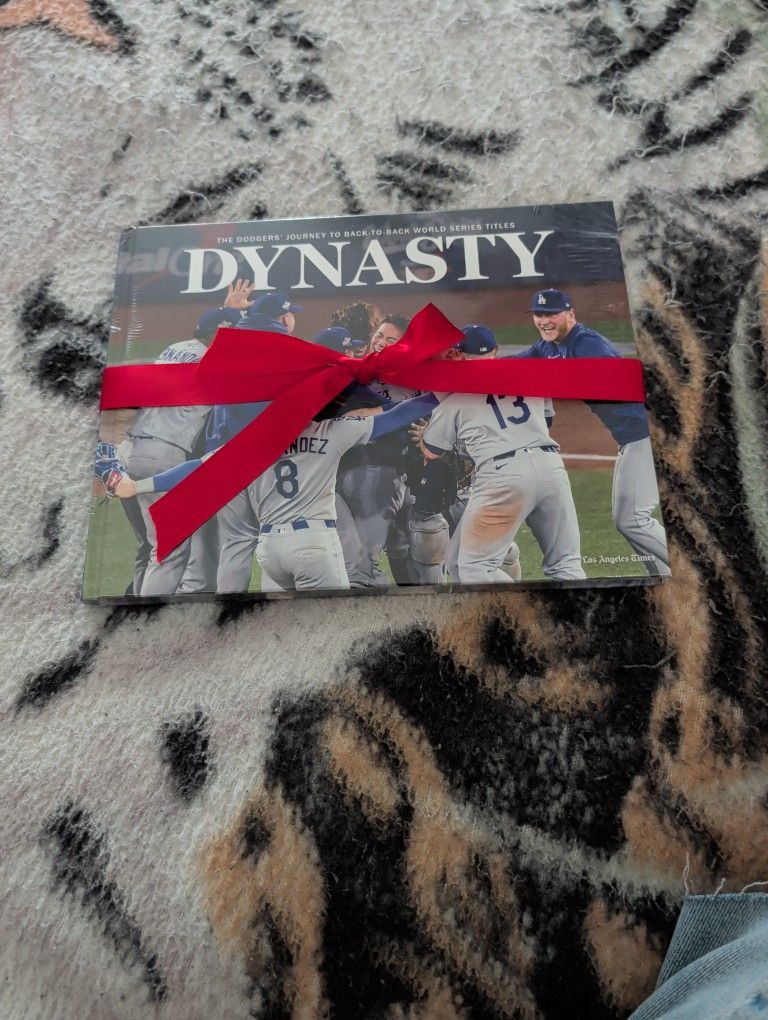 THE DODGERS' JOURNEY TO BACK-TO-BACK WORLD SERIES TITLES
DYNASTY
13
NDEZ
8
Los Angeles Times